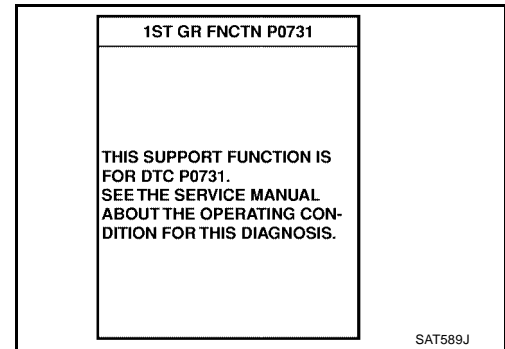 1ST GR FNCTN P0731
THIS SUPPORT FUNCTION IS
FOR DTC P0731.
SEE THE SERVICE MANUAL
ABOUT THE OPERATING CON-
DITION FOR THIS DIAGNOSIS.
SAT589J